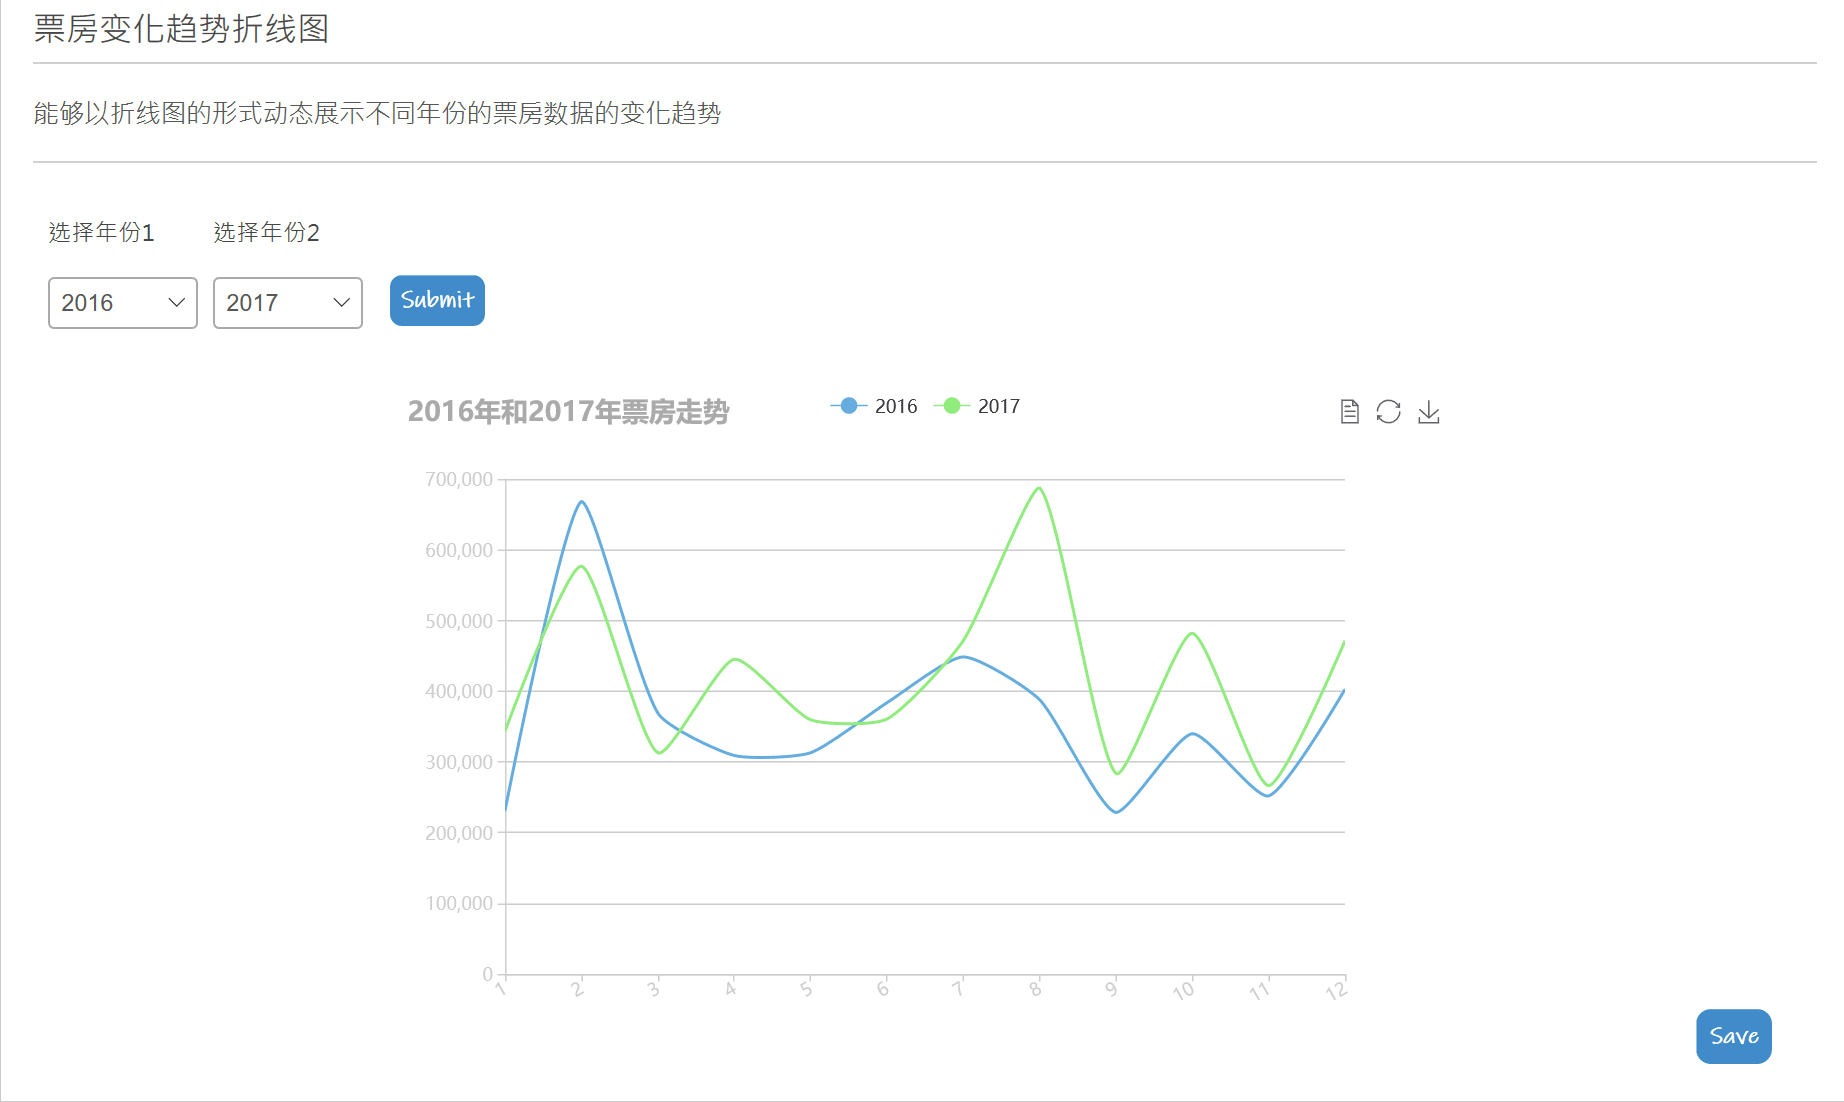 票房变化趋势折线图
能够以折线图的形式动态展示不同年份的票房数据的变化趋势
选择年份1 选择年份2
2016 2017 Submit
2016年和2017年票房走势 2016 2017
700,000
600,000
500,000
400,000
300,000
200,000
100,000
0
1 2 3 4 5 6 7 8 9 10 11 12
Save